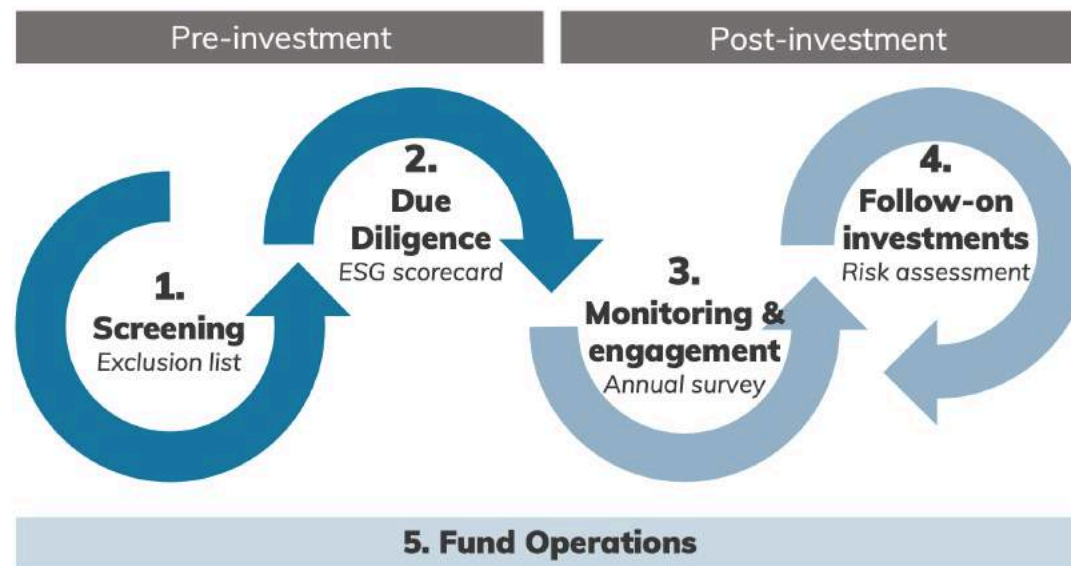 Pre-investment
Post-investment
1.
Screening
Exclusion list
2.
Due
Diligence
ESG scorecard
3.
Monitoring &
engagement
Annual survey
4.
Follow-on
investments
Risk assessment
5. Fund Operations